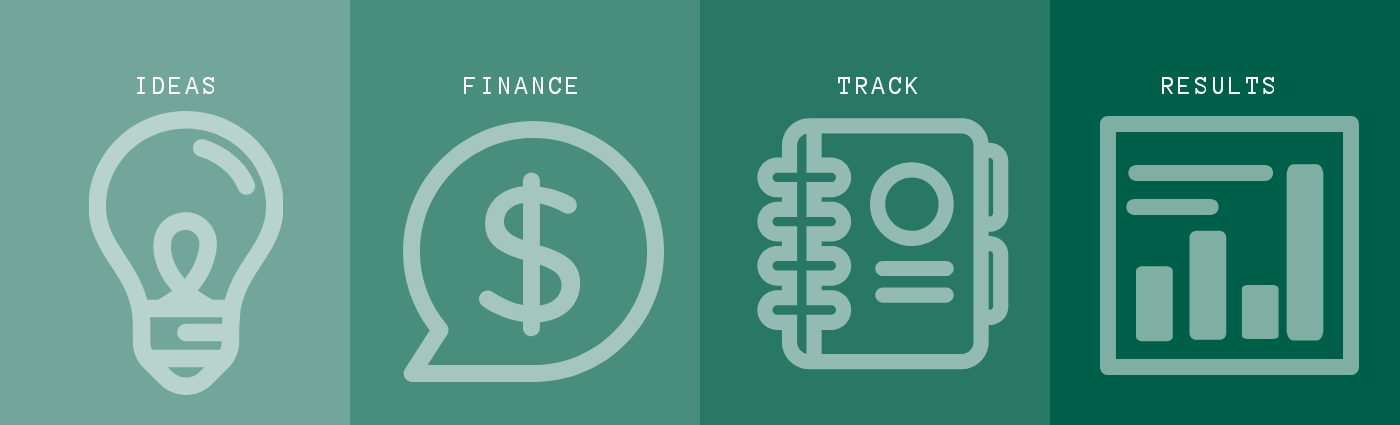 IDEAS
FINANCE
TRACK
RESULTS